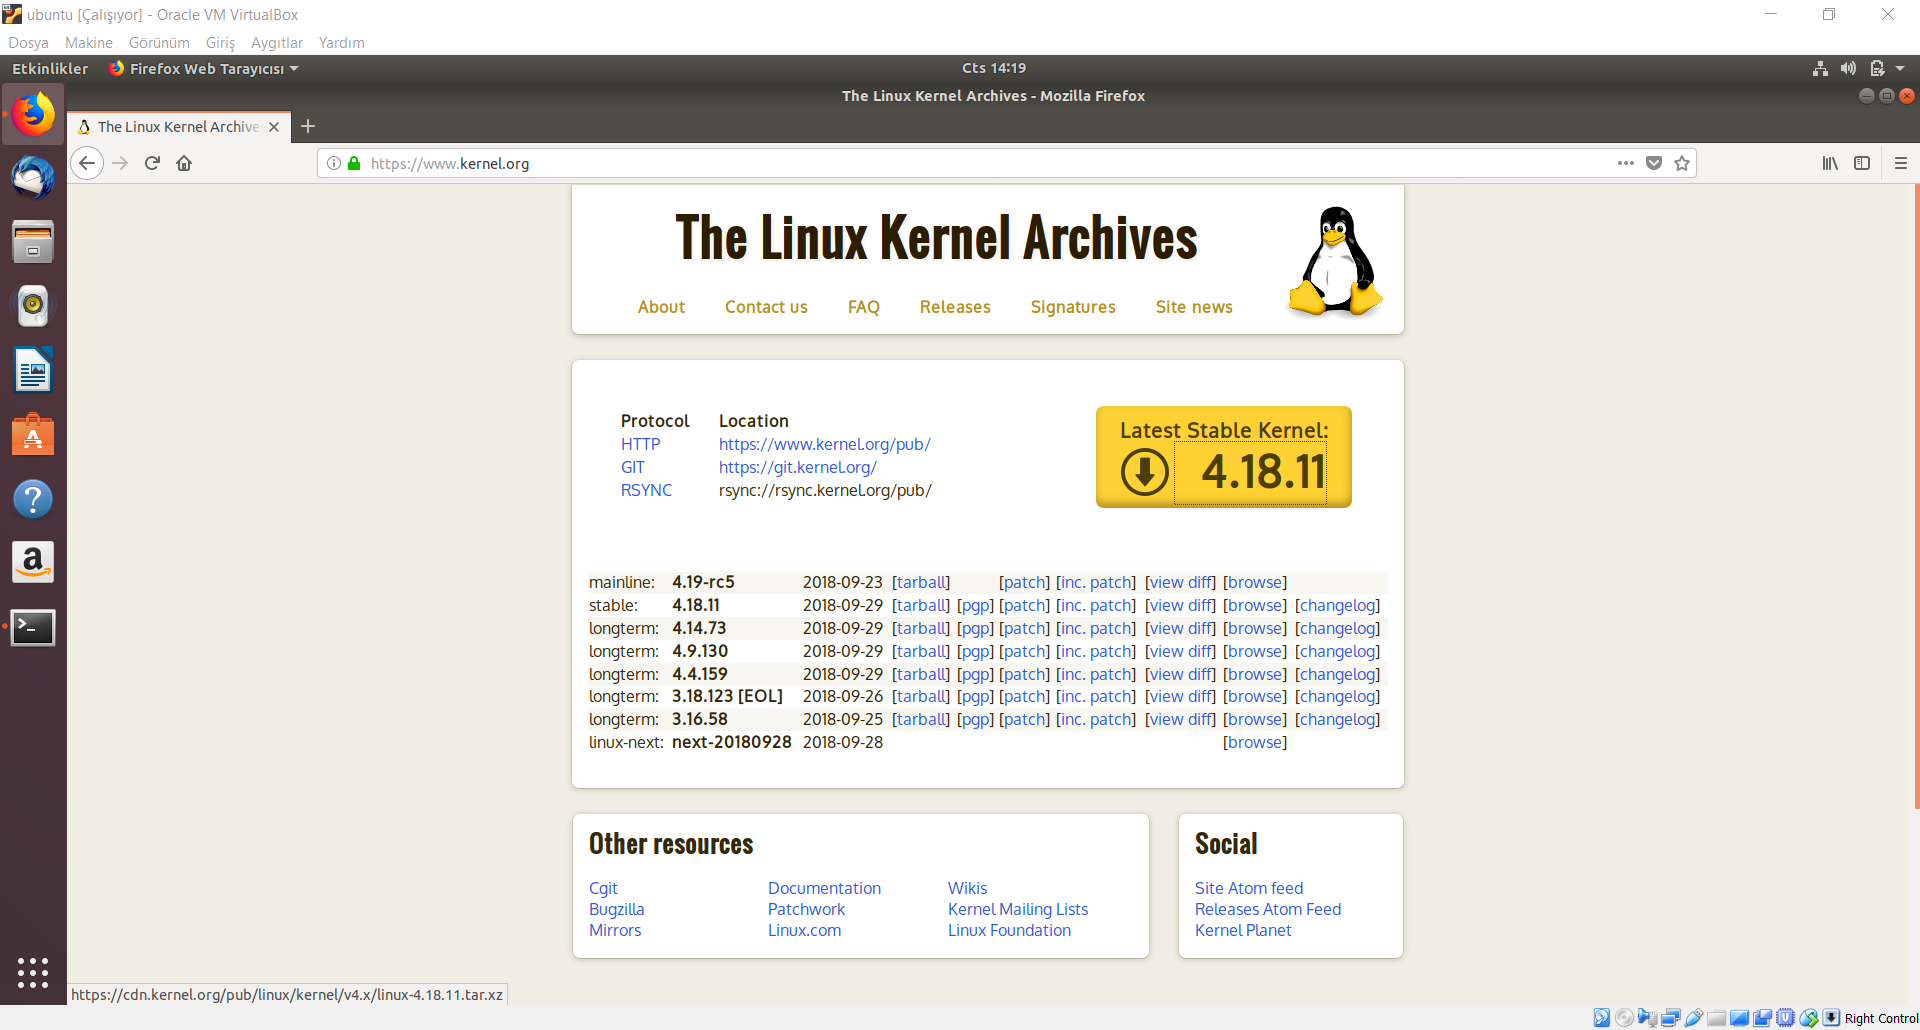 ubuntu [Çalışıyor] - Oracle VM VirtualBox
Dosya Makine Görünüm Giriş Aygıtlar Yardım
Etkinlikler Firefox Web Tarayıcısı Cts 14:19
The Linux Kernel Archives - Mozilla Firefox
The Linux Kernel Archive
https://www.kernel.org
The Linux Kernel Archives
About Contact us FAQ Releases Signatures Site news
Protocol Location
HTTP https://www.kernel.org/pub/
GIT https://git.kernel.org/
RSYNC rsync://rsync.kernel.org/pub/
Latest Stable Kernel:
4.18.11
mainline: 4.19-rc5 2018-09-23 [tarball] [patch] [inc. patch] [view diff] [browse]
stable: 4.18.11 2018-09-29 [tarball] [pgp] [patch] [inc. patch] [view diff] [browse] [changelog]
longterm: 4.14.73 2018-09-29 [tarball] [pgp] [patch] [inc. patch] [view diff] [browse] [changelog]
longterm: 4.9.130 2018-09-29 [tarball] [pgp] [patch] [inc. patch] [view diff] [browse] [changelog]
longterm: 4.4.159 2018-09-29 [tarball] [pgp] [patch] [inc. patch] [view diff] [browse] [changelog]
longterm: 3.18.123 [EOL] 2018-09-26 [tarball] [pgp] [patch] [inc. patch] [view diff] [browse] [changelog]
longterm: 3.16.58 2018-09-25 [tarball] [pgp] [patch] [inc. patch] [view diff] [browse] [changelog]
linux-next: next-20180928 2018-09-28 [browse]
Other resources
Cgit Documentation Wikis
Bugzilla Patchwork Kernel Mailing Lists
Mirrors Linux.com Linux Foundation
Social
Site Atom feed
Releases Atom Feed
Kernel Planet
https://cdn.kernel.org/pub/linux/kernel/v4.x/linux-4.18.11.tar.xz
Right Control